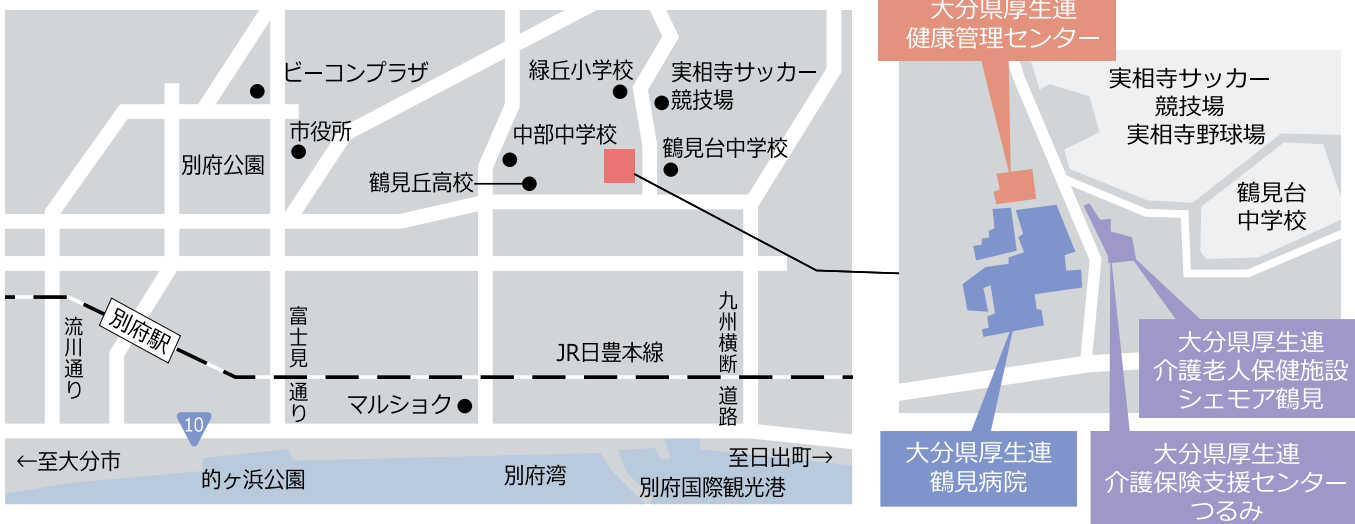 ビーコンプラザ
市役所
別府公園
緑丘小学校
実相寺サッカー
競技場
中部中学校
鶴見台中学校
鶴見丘高校
別府駅
流川通り
富士見通り
九州横断道路
JR日豊本線
マルショク
10
←至大分市
的ヶ浜公園
別府湾
至日出町→
別府国際観光港
大分県厚生連
健康管理センター
実相寺サッカー
競技場
実相寺野球場
鶴見台
中学校
大分県厚生連
介護老人保健施設
シェモア鶴見
大分県厚生連
鶴見病院
大分県厚生連
介護保険支援センター
つるみ